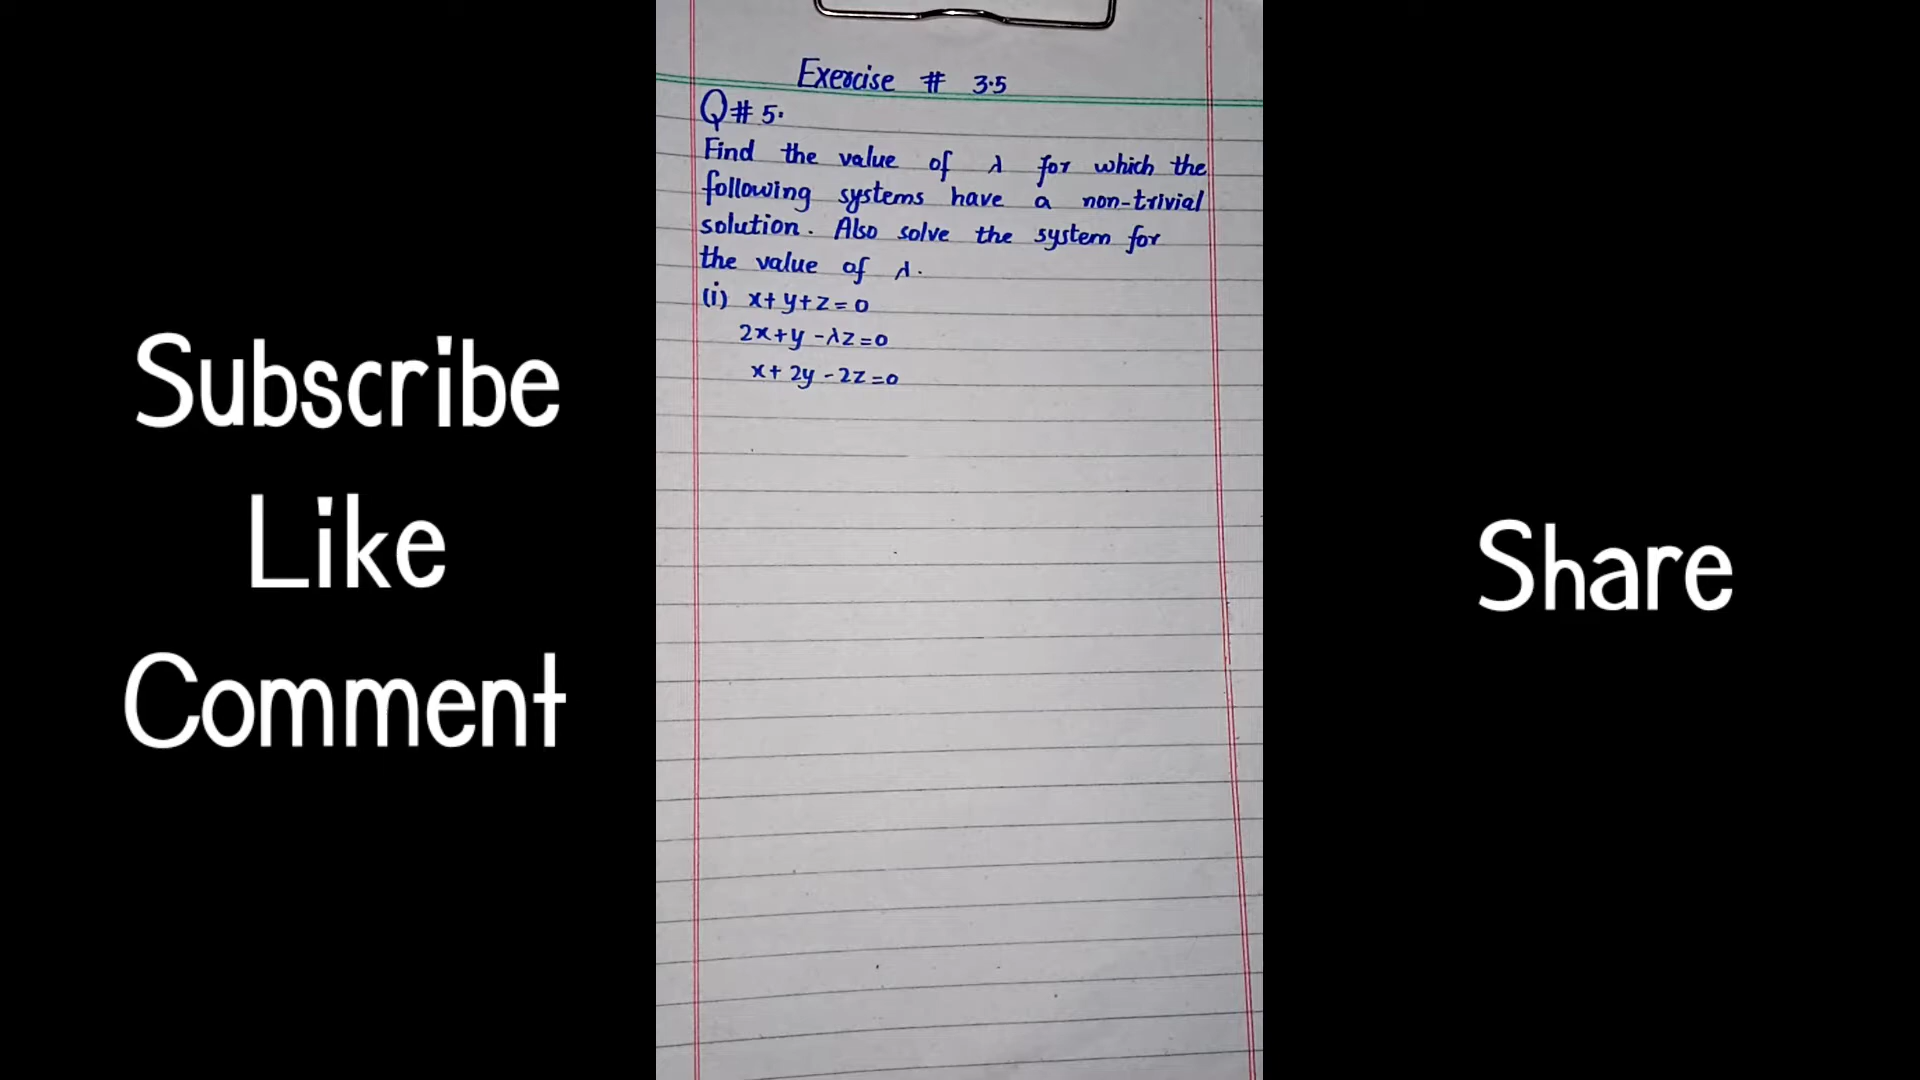 Exercise # 3.5
Q# 5.
Find the value of λ for which the
following systems have a non-trivial
solution. Also solve the system for
the value of λ.
(i) x+y+z=0
2x+y-λz=0
x+2y-2z=0
Subscribe
Like
Comment
Share